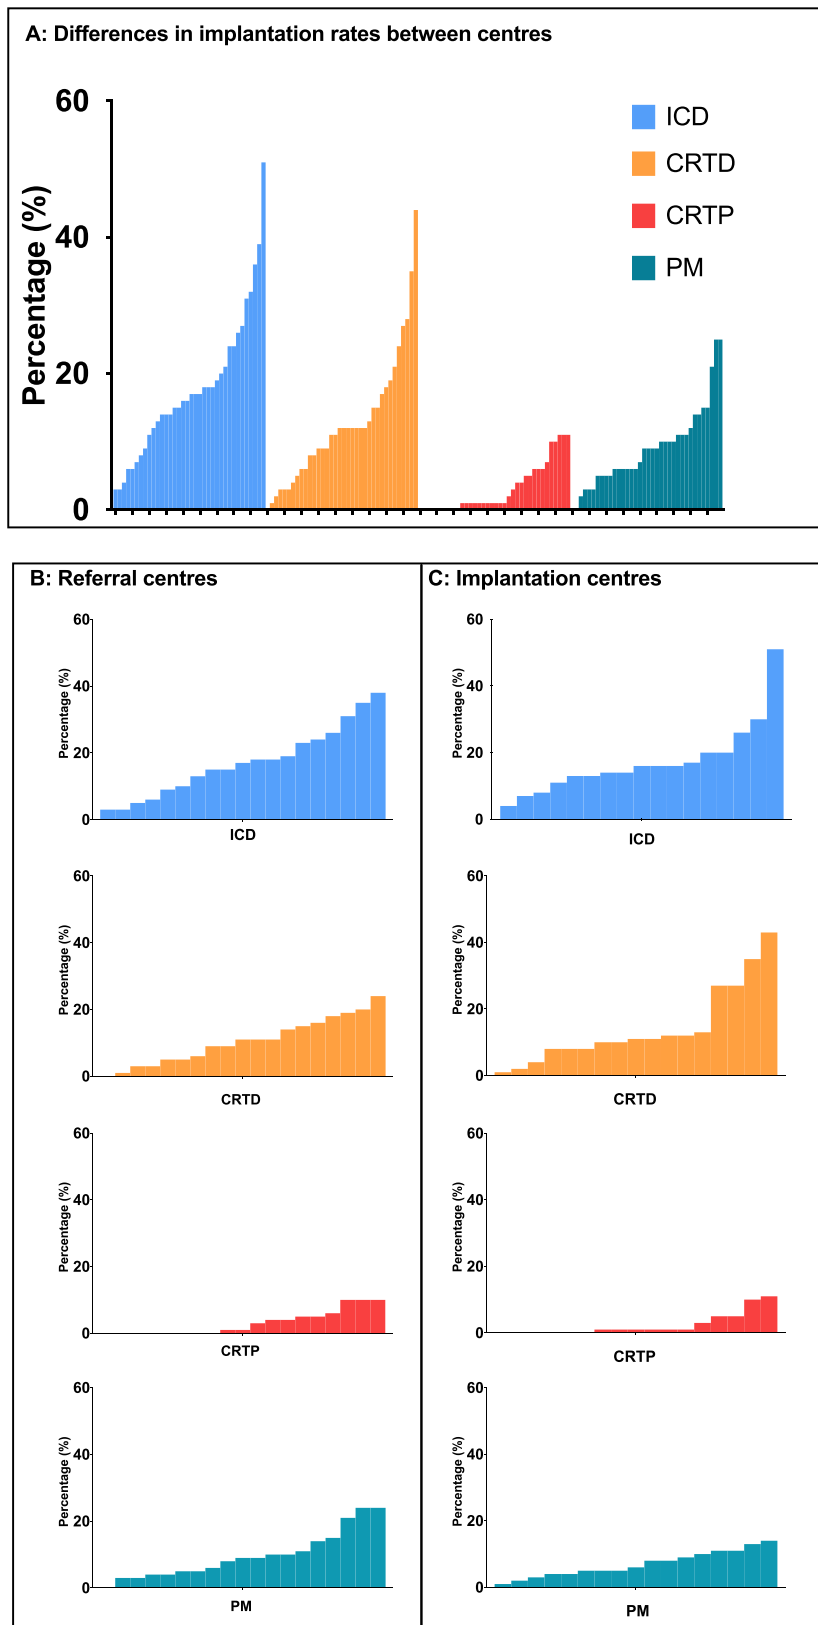 A: Differences in implantation rates between centres
Percentage (%)
60
40
20
0
ICD
CRTD
CRTP
PM
B: Referral centres
Percentage (%)
60
40
20
0
ICD
Percentage (%)
60
40
20
0
CRTD
Percentage (%)
60
40
20
0
CRTP
Percentage (%)
60
40
20
0
PM
C: Implantation centres
Percentage (%)
60
40
20
0
ICD
Percentage (%)
60
40
20
0
CRTD
Percentage (%)
60
40
20
0
CRTP
Percentage (%)
60
40
20
0
PM